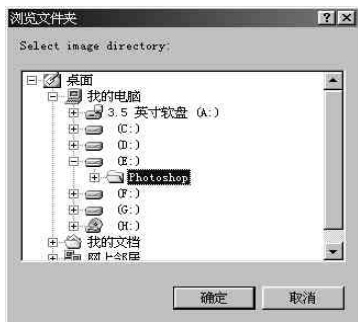 浏览文件夹
Select image directory:
桌面
我的电脑
3.5 英寸软盘 (A:)
(C:)
(D:)
(E:)
Photoshop
(F:)
(G:)
(H:)
我的文档
网上邻居
确定
取消